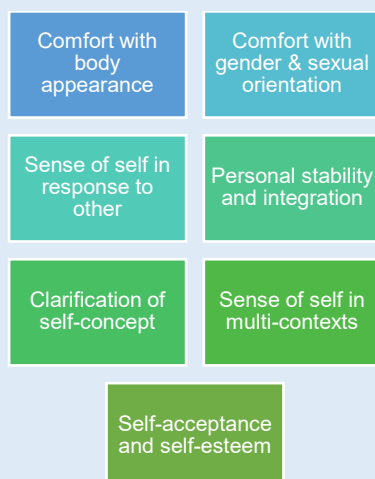 Comfort with
body
appearance
Comfort with
gender & sexual
orientation
Sense of self in
response to
other
Personal stability
and integration
Clarification of
self-concept
Sense of self in
multi-contexts
Self-acceptance
and self-esteem